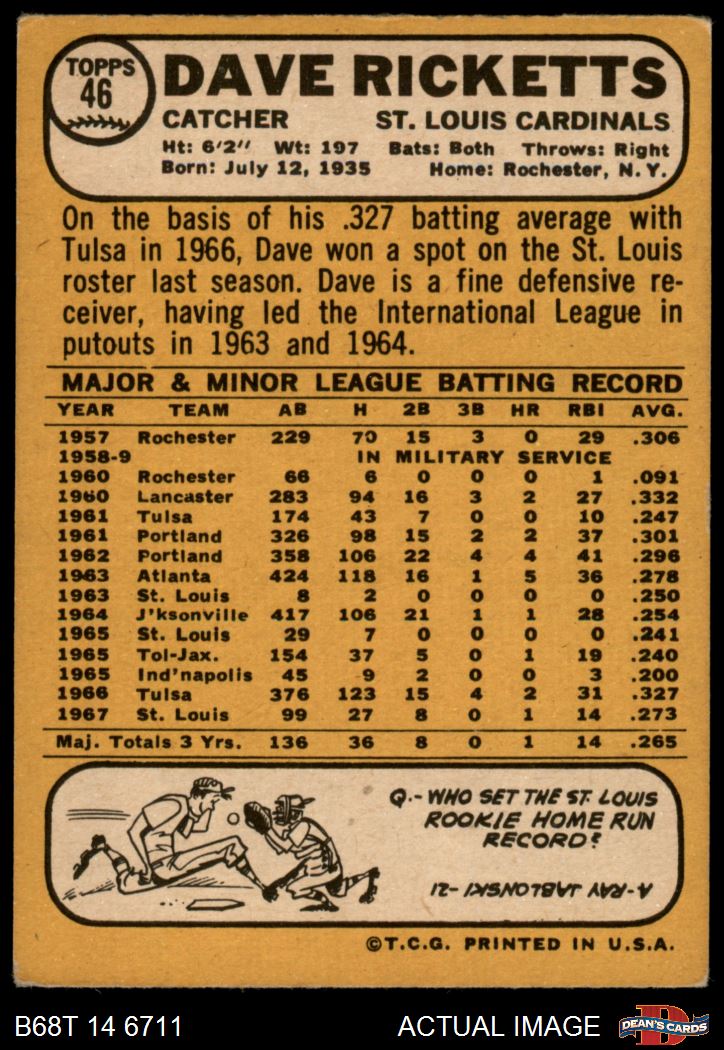 TOPPS
46
DAVE RICKETTS
CATCHER ST. LOUIS CARDINALS
Ht: 6'2" Wt: 197 Bats: Both Throws: Right
Born: July 12, 1935 Home: Rochester, N.Y.
On the basis of his .327 batting average with
Tulsa in 1966, Dave won a spot on the St. Louis
roster last season. Dave is a fine defensive re-
ceiver, having led the International League in
putouts in 1963 and 1964.
MAJOR & MINOR LEAGUE BATTING RECORD
YEAR TEAM AB H 2B 3B HR RBI AVG.
1957 Rochester 229 70 15 3 0 29 .306
1958-9 IN MILITARY SERVICE
1960 Rochester 66 6 0 0 0 1 .091
1960 Lancaster 283 94 16 3 2 27 .332
1961 Tulsa 174 43 7 0 0 10 .247
1961 Portland 326 98 15 2 2 37 .301
1962 Portland 358 106 22 4 4 41 .296
1963 Atlanta 424 118 16 1 5 36 .278
1963 St. Louis 8 2 0 0 0 0 .250
1964 J'ksonville 417 106 21 1 1 28 .254
1965 St. Louis 29 7 0 0 0 0 .241
1965 Tol-Jax. 154 37 5 0 1 19 .240
1965 Ind'napolis 45 9 2 0 0 3 .200
1966 Tulsa 376 123 15 4 2 31 .327
1967 St. Louis 99 27 8 0 1 14 .273
Maj. Totals 3 Yrs. 136 36 8 0 1 14 .265
Q.-WHO SET THE ST. LOUIS
ROOKIE HOME RUN
RECORD?
A-RAY JABLONSKI -21
©T.C.G. PRINTED IN U.S.A.
B68T 14 6711 ACTUAL IMAGE
D
DEAN'S CARDS